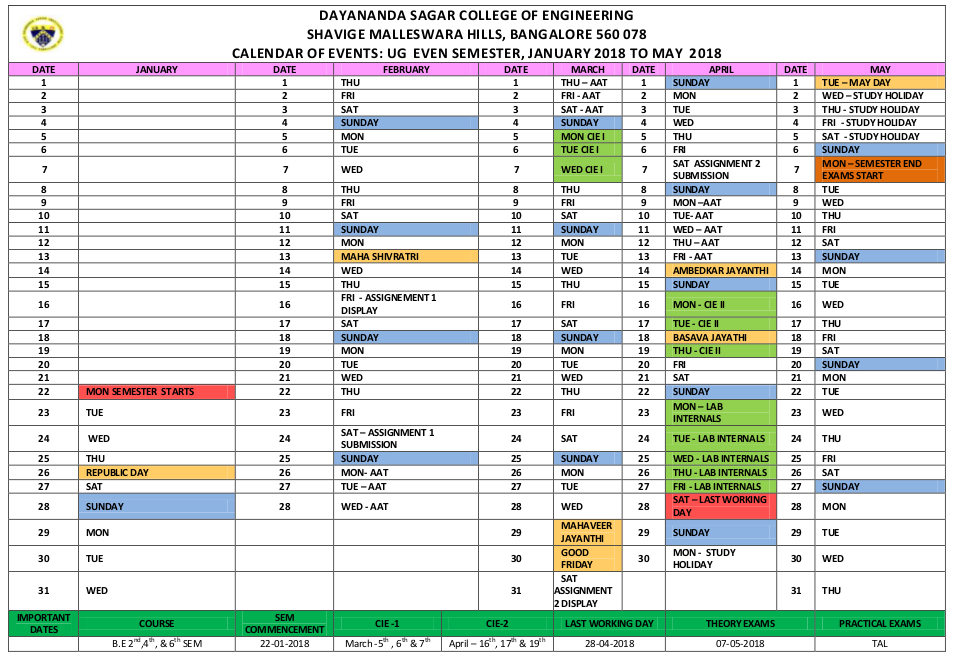 DAYANANDA SAGAR COLLEGE OF ENGINEERING
SHAVIGE MALLESWARA HILLS, BANGALORE 560 078
CALENDAR OF EVENTS: UG EVEN SEMESTER, JANUARY 2018 TO MAY 2018
DATE JANUARY DATE FEBRUARY DATE MARCH DATE APRIL DATE MAY
1 1 THU 1 THU – AAT 1 SUNDAY 1 TUE – MAY DAY
2 2 FRI 2 FRI - AAT 2 MON 2 WED – STUDY HOLIDAY
3 3 SAT 3 SAT - AAT 3 TUE 3 THU - STUDY HOLIDAY
4 4 SUNDAY 4 SUNDAY 4 WED 4 FRI - STUDY HOLIDAY
5 5 MON 5 MON CIE I 5 THU 5 SAT - STUDY HOLIDAY
6 6 TUE 6 TUE CIE I 6 FRI 6 SUNDAY
7 7 WED 7 WED CIE I 7 SAT ASSIGNMENT 2 SUBMISSION 7 MON – SEMESTER END EXAMS START
8 8 THU 8 THU 8 SUNDAY 8 TUE
9 9 FRI 9 FRI 9 MON –AAT 9 WED
10 10 SAT 10 SAT 10 TUE- AAT 10 THU
11 11 SUNDAY 11 SUNDAY 11 WED – AAT 11 FRI
12 12 MON 12 MON 12 THU – AAT 12 SAT
13 13 MAHA SHIVRATRI 13 TUE 13 FRI - AAT 13 SUNDAY
14 14 WED 14 WED 14 AMBEDKAR JAYANTHI 14 MON
15 15 THU 15 THU 15 SUNDAY 15 TUE
16 16 FRI - ASSIGNEMENT 1 DISPLAY 16 FRI 16 MON - CIE II 16 WED
17 17 SAT 17 SAT 17 TUE - CIE II 17 THU
18 18 SUNDAY 18 SUNDAY 18 BASAVA JAYATHI 18 FRI
19 19 MON 19 MON 19 THU - CIE II 19 SAT
20 20 TUE 20 TUE 20 FRI 20 SUNDAY
21 21 WED 21 WED 21 SAT 21 MON
22 MON SEMESTER STARTS 22 THU 22 THU 22 SUNDAY 22 TUE
23 TUE 23 FRI 23 FRI 23 MON – LAB INTERNALS 23 WED
24 WED 24 SAT – ASSIGNMENT 1 SUBMISSION 24 SAT 24 TUE - LAB INTERNALS 24 THU
25 THU 25 SUNDAY 25 SUNDAY 25 WED - LAB INTERNALS 25 FRI
26 REPUBLIC DAY 26 MON- AAT 26 MON 26 THU - LAB INTERNALS 26 SAT
27 SAT 27 TUE – AAT 27 TUE 27 FRI - LAB INTERNALS 27 SUNDAY
28 SUNDAY 28 WED - AAT 28 WED 28 SAT – LAST WORKING DAY 28 MON
29 MON 29 MAHAVEER JAYANTHI 29 SUNDAY 29 TUE
30 TUE 30 GOOD FRIDAY 30 MON - STUDY HOLIDAY 30 WED
31 WED 31 SAT ASSIGNMENT 2 DISPLAY 31 THU
IMPORTANT DATES COURSE SEM COMMENCEMENT CIE -1 CIE-2 LAST WORKING DAY THEORY EXAMS PRACTICAL EXAMS
B.E 2nd,4th, & 6th SEM 22-01-2018 March -5th , 6th & 7th April – 16th, 17th & 19th 28-04-2018 07-05-2018 TAL